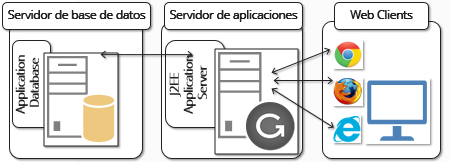 Servidor de base de datos
Servidor de aplicaciones
Web Clients
Application
Database
J2EE
Application
Server